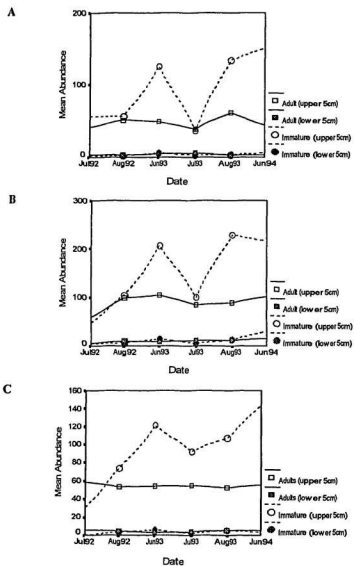 A
200
100
0
Mean Abundance
Jul92 Aug92 Jun93 Jul93 Aug93 Jun94
Date
Adult (upper 5cm)
Adult (lower 5cm)
Immature (upper 5cm)
Immature (lower 5cm)
B
300
200
100
0
Mean Abundance
Jul92 Aug92 Jun93 Jul93 Aug93 Jun94
Date
Adult (upper 5cm)
Adult (lower 5cm)
Immature (upper 5cm)
Immature (lower 5cm)
C
160
140
120
100
80
60
40
20
0
Mean Abundance
Jul92 Aug92 Jun93 Jul93 Aug93 Jun94
Date
Adults (upper 5cm)
Adults (lower 5cm)
Immature (upper 5cm)
Immature (lower 5cm)